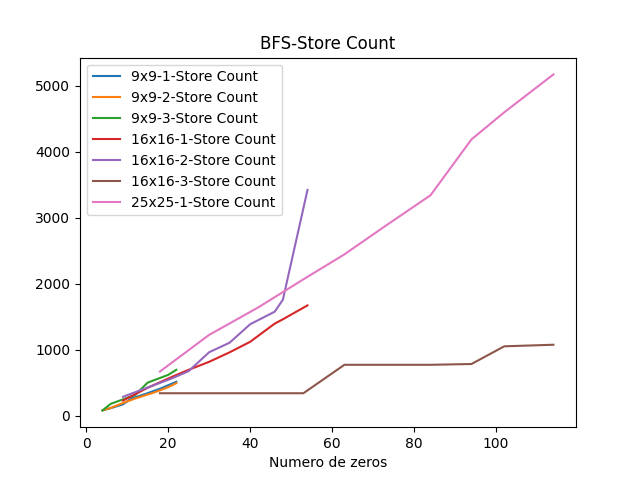 BFS-Store Count
9x9-1-Store Count
9x9-2-Store Count
9x9-3-Store Count
16x16-1-Store Count
16x16-2-Store Count
16x16-3-Store Count
25x25-1-Store Count
5000
4000
3000
2000
1000
0
0 20 40 60 80 100
Numero de zeros